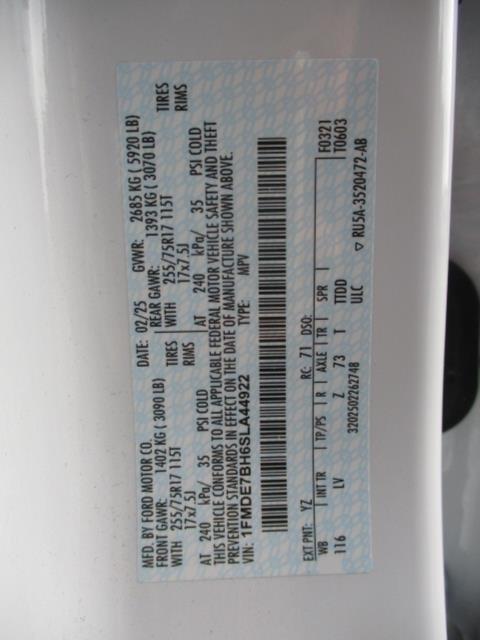 MFD. BY FORD MOTOR CO.
DATE: 02/25 GVWR: 2685 KG ( 5920 LB)
FRONT GAWR: 1402 KG ( 3090 LB) REAR GAWR: 1393 KG ( 3070 LB)
WITH 255/75R17 115T TIRES WITH 255/75R17 115T TIRES
17x7.5J RIMS 17x7.5J RIMS
AT 240 kPa/ 35 PSI COLD AT 240 kPa/ 35 PSI COLD
THIS VEHICLE CONFORMS TO ALL APPLICABLE FEDERAL MOTOR VEHICLE SAFETY AND THEFT
PREVENTION STANDARDS IN EFFECT ON THE DATE OF MANUFACTURE SHOWN ABOVE.
VIN: 1FMDE7BH6SLA44922 TYPE: MPV
EXT PNT: YZ RC: 71 DSO: F0321
WB INT TR TP/PS R AXLE TR SPR T0603
116 LV Z 73 T TTDD
ULC
3202502262748 ▽ RU5A-3520472-AB